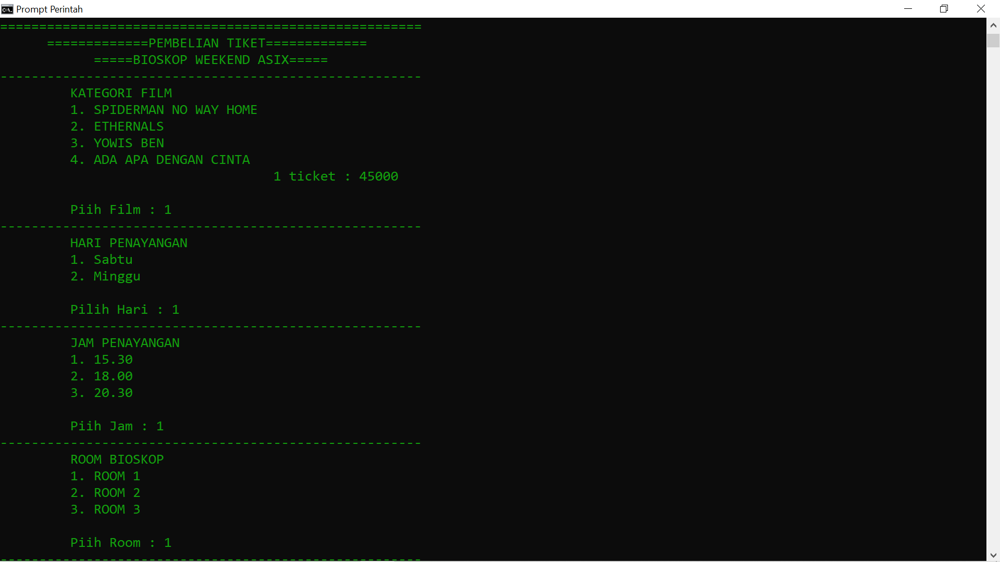 Prompt Perintah
======================================================
=============PEMBELIAN TIKET=============
=====BIOSKOP WEEKEND ASIX=====
------------------------------------------------------
KATEGORI FILM
1. SPIDERMAN NO WAY HOME
2. ETHERNALS
3. YOWIS BEN
4. ADA APA DENGAN CINTA
1 ticket : 45000
Piih Film : 1
------------------------------------------------------
HARI PENAYANGAN
1. Sabtu
2. Minggu
Pilih Hari : 1
------------------------------------------------------
JAM PENAYANGAN
1. 15.30
2. 18.00
3. 20.30
Piih Jam : 1
------------------------------------------------------
ROOM BIOSKOP
1. ROOM 1
2. ROOM 2
3. ROOM 3
Piih Room : 1
------------------------------------------------------